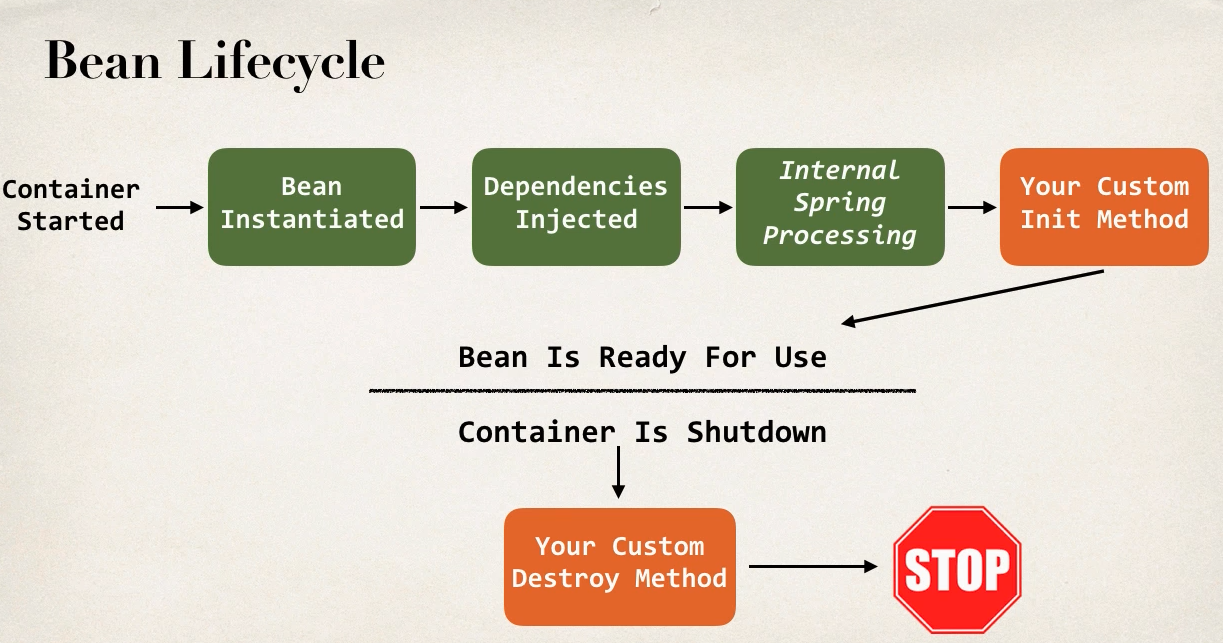 Bean Lifecycle
Container
Started
Bean
Instantiated
Dependencies
Injected
Internal
Spring
Processing
Your Custom
Init Method
Bean Is Ready For Use
Container Is Shutdown
Your Custom
Destroy Method
STOP